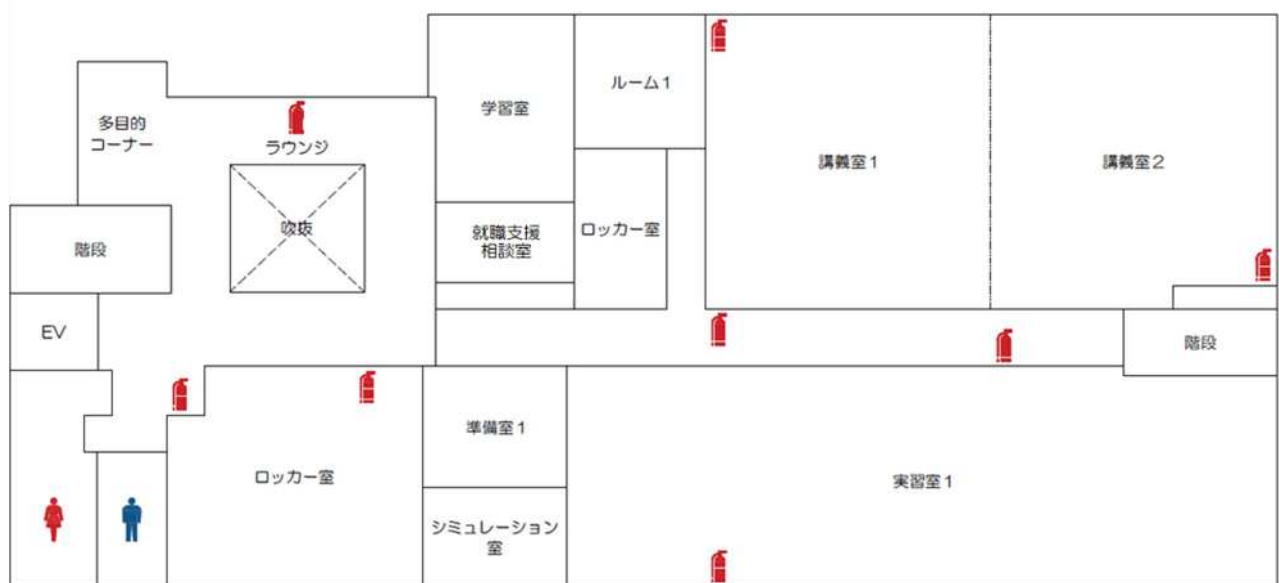 ルーム1
学習室
多目的
コーナー
ラウンジ
講義室1
講義室2
吹抜
ロッカー室
就職支援
相談室
階段
EV
階段
準備室1
ロッカー室
実習室1
シミュレーション
室